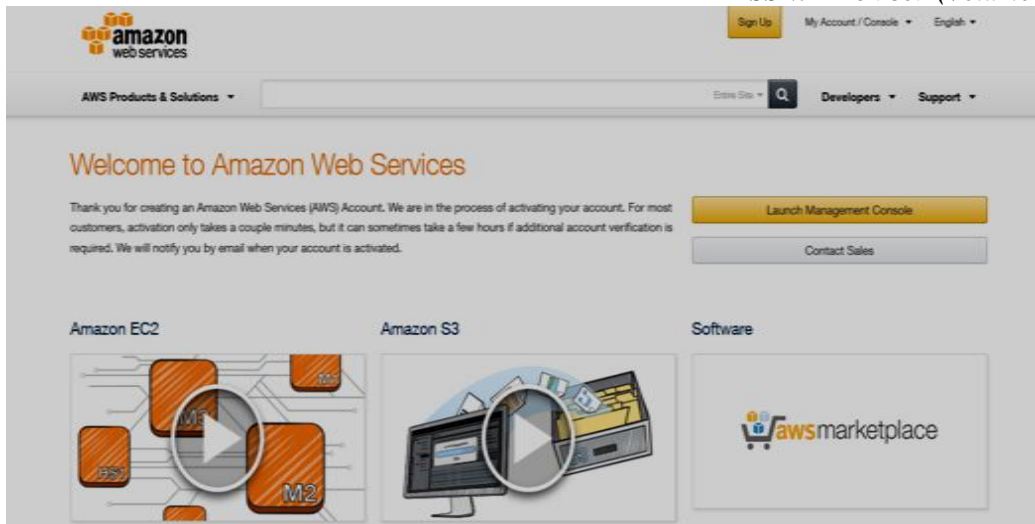 amazon
web services
Sign Up
My Account / Console
English
AWS Products & Solutions
Entire Site
Developers
Support
Welcome to Amazon Web Services
Thank you for creating an Amazon Web Services (AWS) Account. We are in the process of activating your account. For most
customers, activation only takes a couple minutes, but it can sometimes take a few hours if additional account verification is
required. We will notify you by email when your account is activated.
Launch Management Console
Contact Sales
Amazon EC2
Amazon S3
Software
M3
HS1
M2
awsmarketplace